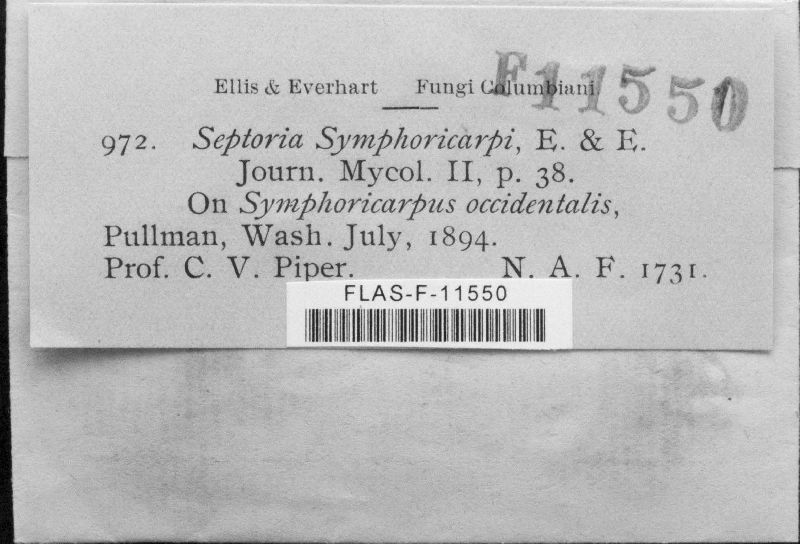 Ellis & Everhart Fungi Columbiani
F11550
972. Septoria Symphoricarpi, E. & E.
Journ. Mycol. II, p. 38.
On Symphoricarpus occidentalis,
Pullman, Wash. July, 1894.
Prof. C. V. Piper. N. A. F. 1731.
FLAS-F-11550